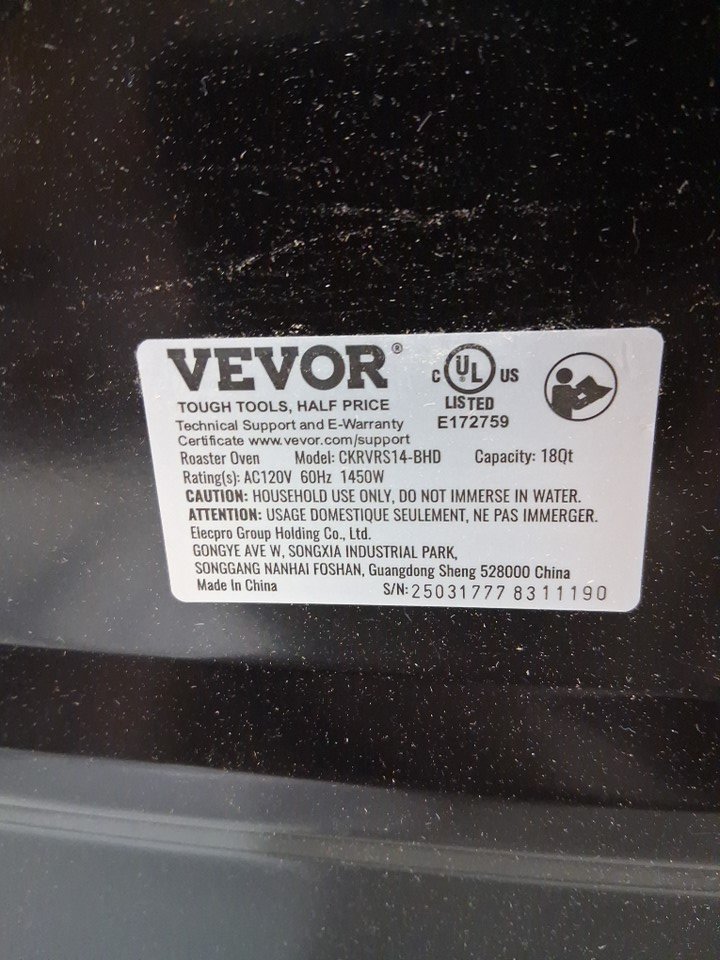 VEVOR®
TOUGH TOOLS, HALF PRICE
Technical Support and E-Warranty
Certificate www.vevor.com/support
C UL US
LISTED
E172759
Roaster Oven Model: CKRVRS14-BHD Capacity: 18Qt
Rating(s): AC120V 60Hz 1450W
CAUTION: HOUSEHOLD USE ONLY, DO NOT IMMERSE IN WATER.
ATTENTION: USAGE DOMESTIQUE SEULEMENT, NE PAS IMMERGER.
Elecpro Group Holding Co., Ltd.
GONGYE AVE W, SONGXIA INDUSTRIAL PARK,
SONGGANG NANHAI FOSHAN, Guangdong Sheng 528000 China
Made In China S/N: 25031777 8311190